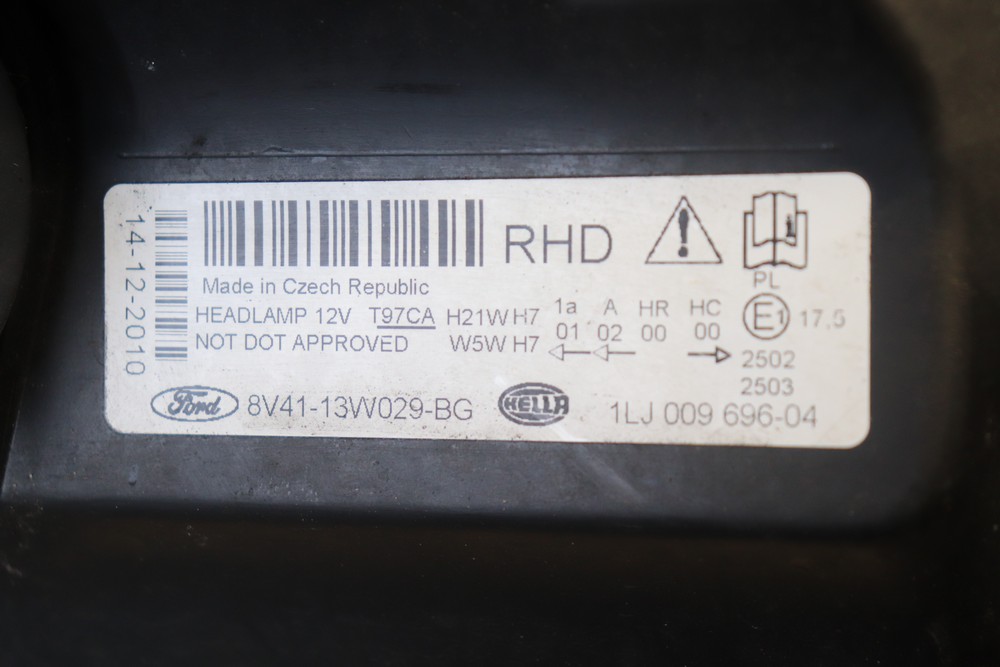 14-12-2010
RHD
Made in Czech Republic
PL
HEADLAMP 12V T97CA H21W H7 1a A HR HC E1 17,5
01 02 00 00
NOT DOT APPROVED W5W H7
2502
2503
Ford 8V41-13W029-BG HELLA 1LJ 009 696-04